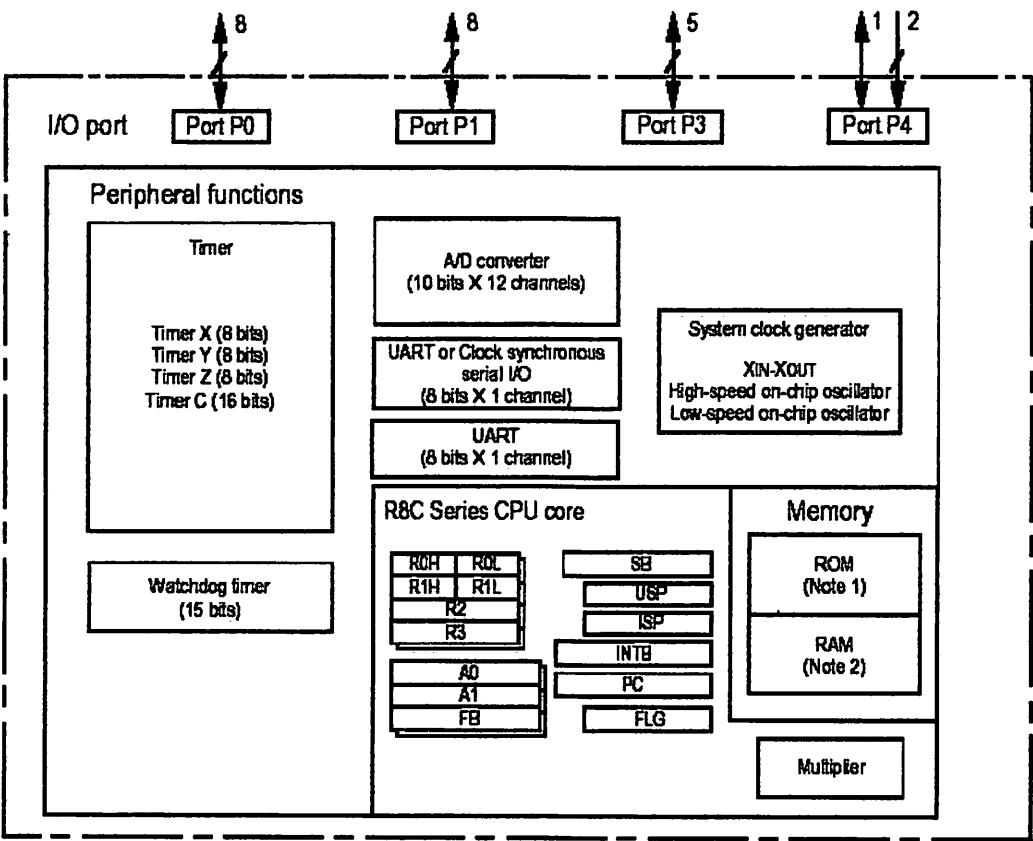 8 8 5 1 2
I/O port Port P0 Port P1 Port P3 Port P4
Peripheral functions
Timer
Timer X (8 bits)
Timer Y (8 bits)
Timer Z (8 bits)
Timer C (16 bits)
Watchdog timer
(15 bits)
A/D converter
(10 bits X 12 channels)
UART or Clock synchronous
serial I/O
(8 bits X 1 channel)
UART
(8 bits X 1 channel)
System clock generator
XIN-XOUT
High-speed on-chip oscillator
Low-speed on-chip oscillator
R8C Series CPU core
R0H R0L
R1H R1L
R2
R3
A0
A1
FB
SB
USP
ISP
INTB
PC
FLG
Memory
ROM
(Note 1)
RAM
(Note 2)
Multiplier